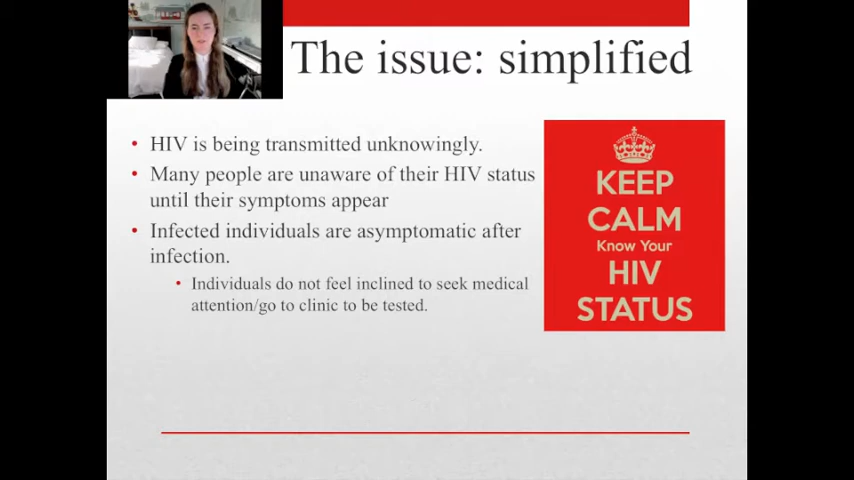 The issue: simplified
• HIV is being transmitted unknowingly.
• Many people are unaware of their HIV status
until their symptoms appear
• Infected individuals are asymptomatic after
infection.
• Individuals do not feel inclined to seek medical
attention/go to clinic to be tested.
KEEP
CALM
Know Your
HIV
STATUS